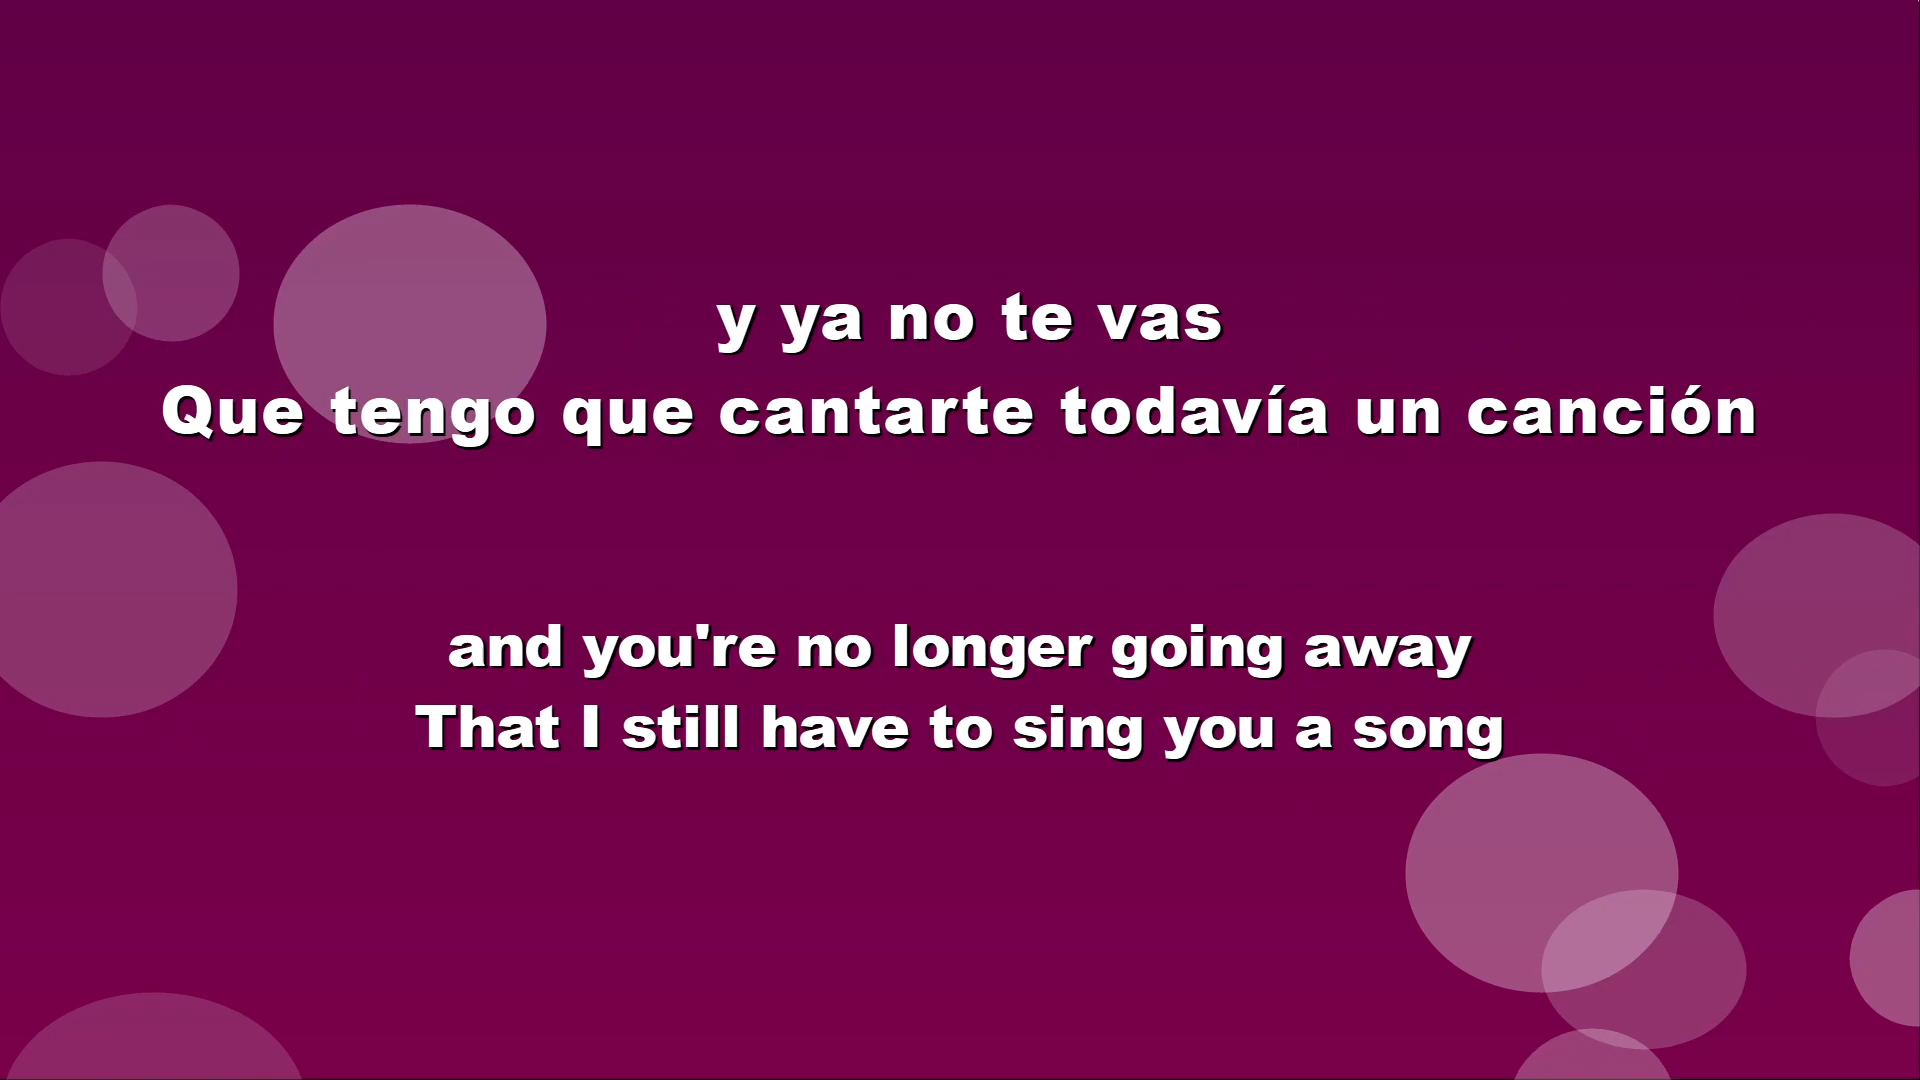 y ya no te vas
Que tengo que cantarte todavía un canción
and you're no longer going away
That I still have to sing you a song